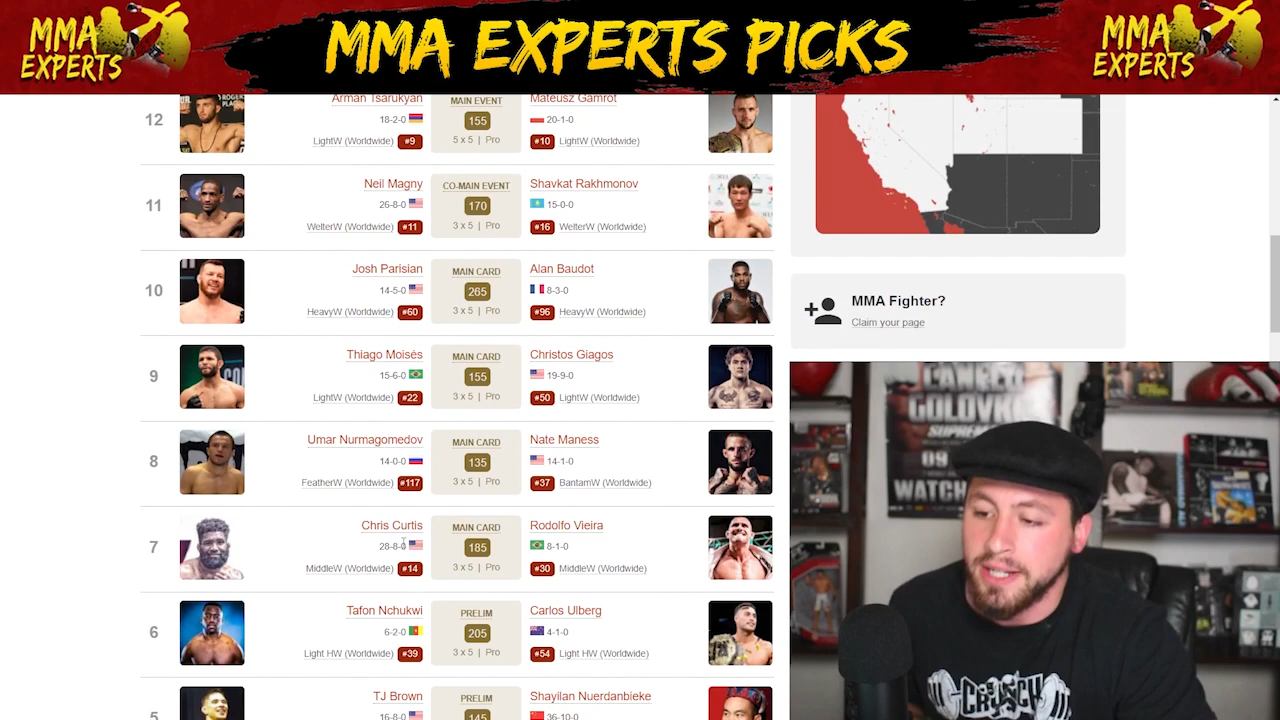 MMA
EXPERTS
MMA EXPERTS PICKS
MMA
EXPERTS
12
Arman Tsarukyan
18-2-0
LightW (Worldwide) #9
MAIN EVENT
155
5 x 5 | Pro
Mateusz Gamrot
20-1-0
#10 LightW (Worldwide)
11
Neil Magny
26-8-0
WelterW (Worldwide) #11
CO-MAIN EVENT
170
3 x 5 | Pro
Shavkat Rakhmonov
15-0-0
#16 WelterW (Worldwide)
10
Josh Parisian
14-5-0
HeavyW (Worldwide) #60
MAIN CARD
265
3 x 5 | Pro
Alan Baudot
8-3-0
#96 HeavyW (Worldwide)
9
Thiago Moisés
15-6-0
LightW (Worldwide) #22
MAIN CARD
155
3 x 5 | Pro
Christos Giagos
19-9-0
#50 LightW (Worldwide)
8
Umar Nurmagomedov
14-0-0
FeatherW (Worldwide) #117
MAIN CARD
135
3 x 5 | Pro
Nate Maness
14-1-0
#37 BantamW (Worldwide)
7
Chris Curtis
28-8-0
MiddleW (Worldwide) #14
MAIN CARD
185
3 x 5 | Pro
Rodolfo Vieira
8-1-0
#30 MiddleW (Worldwide)
6
Tafon Nchukwi
6-2-0
Light HW (Worldwide) #39
PRELIM
205
3 x 5 | Pro
Carlos Ulberg
4-1-0
#54 Light HW (Worldwide)
5
TJ Brown
16-8-0
PRELIM
145
Shayilan Nuerdanbieke
36-10-0
MMA Fighter?
Claim your page
CANELO
GOLOVK
SUPREM
09
WATCH
CRUSCH